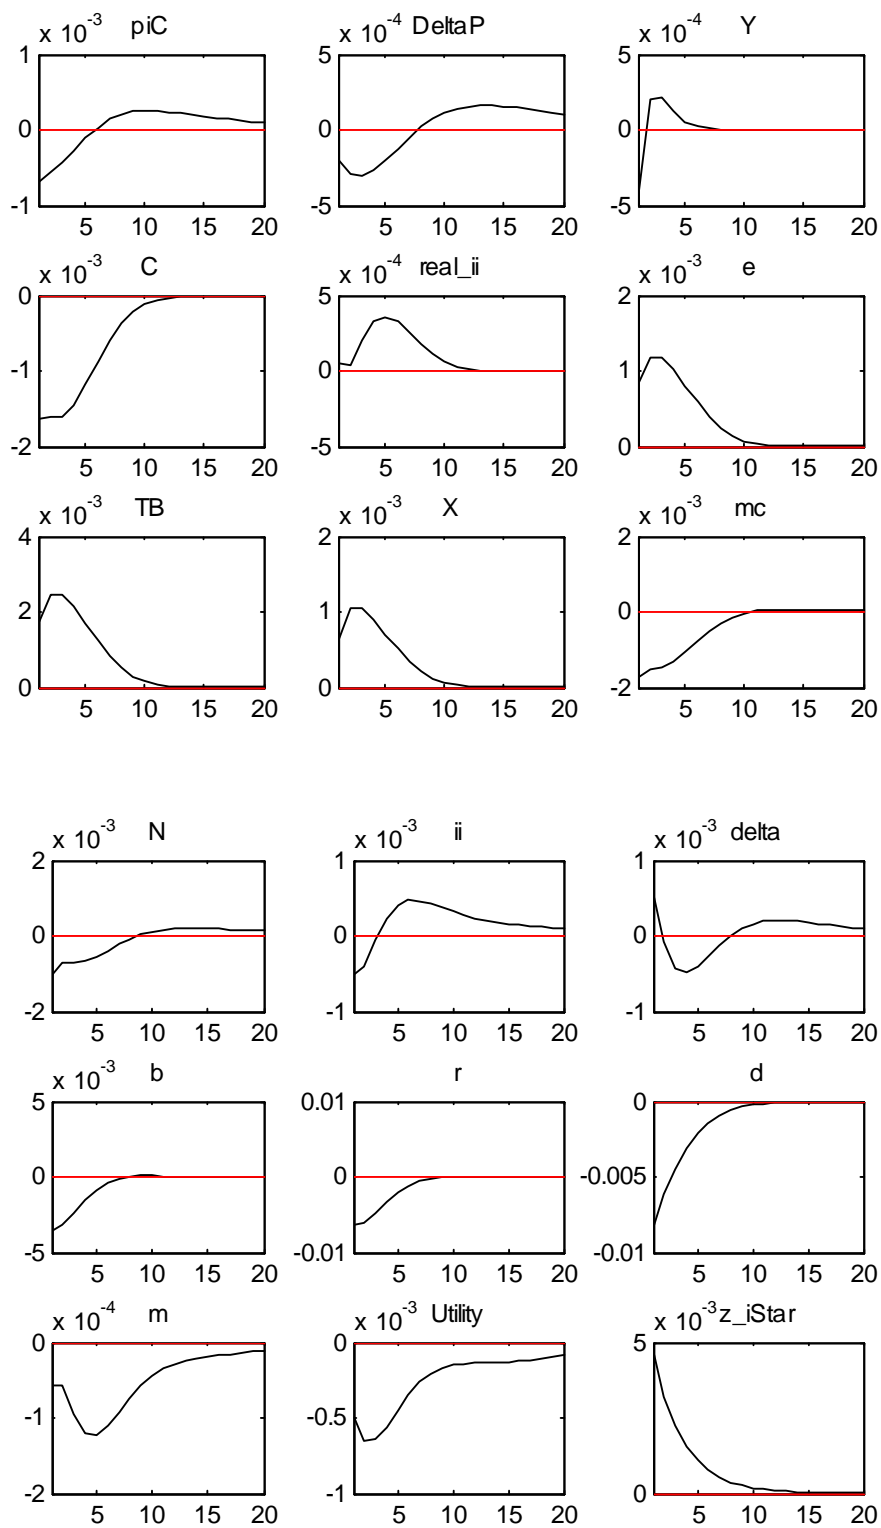 x 10^-3 piC
x 10^-4 DeltaP
x 10^-4 Y
1
0
-1
5 10 15 20
5
0
-5
5 10 15 20
5
0
-5
5 10 15 20
x 10^-3 C
x 10^-4 real_ii
x 10^-3 e
0
-1
-2
5 10 15 20
5
0
-5
5 10 15 20
2
1
0
5 10 15 20
x 10^-3 TB
x 10^-3 X
x 10^-3 mc
4
2
0
5 10 15 20
2
1
0
5 10 15 20
2
0
-2
5 10 15 20
x 10^-3 N
x 10^-3 ii
x 10^-3 delta
2
0
-2
5 10 15 20
1
0
-1
5 10 15 20
1
0
-1
5 10 15 20
x 10^-3 b
r
d
5
0
-5
5 10 15 20
0.01
0
-0.01
5 10 15 20
0
-0.005
-0.01
5 10 15 20
x 10^-4 m
x 10^-3 Utility
x 10^-3 z_iStar
0
-1
-2
5 10 15 20
0
-0.5
-1
5 10 15 20
5
0
5 10 15 20